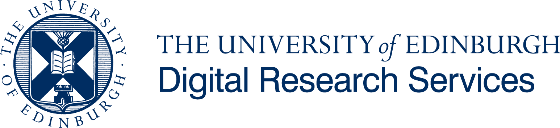 THE UNIVERSITY
OF EDINBURGH
THE UNIVERSITY of EDINBURGH
Digital Research Services